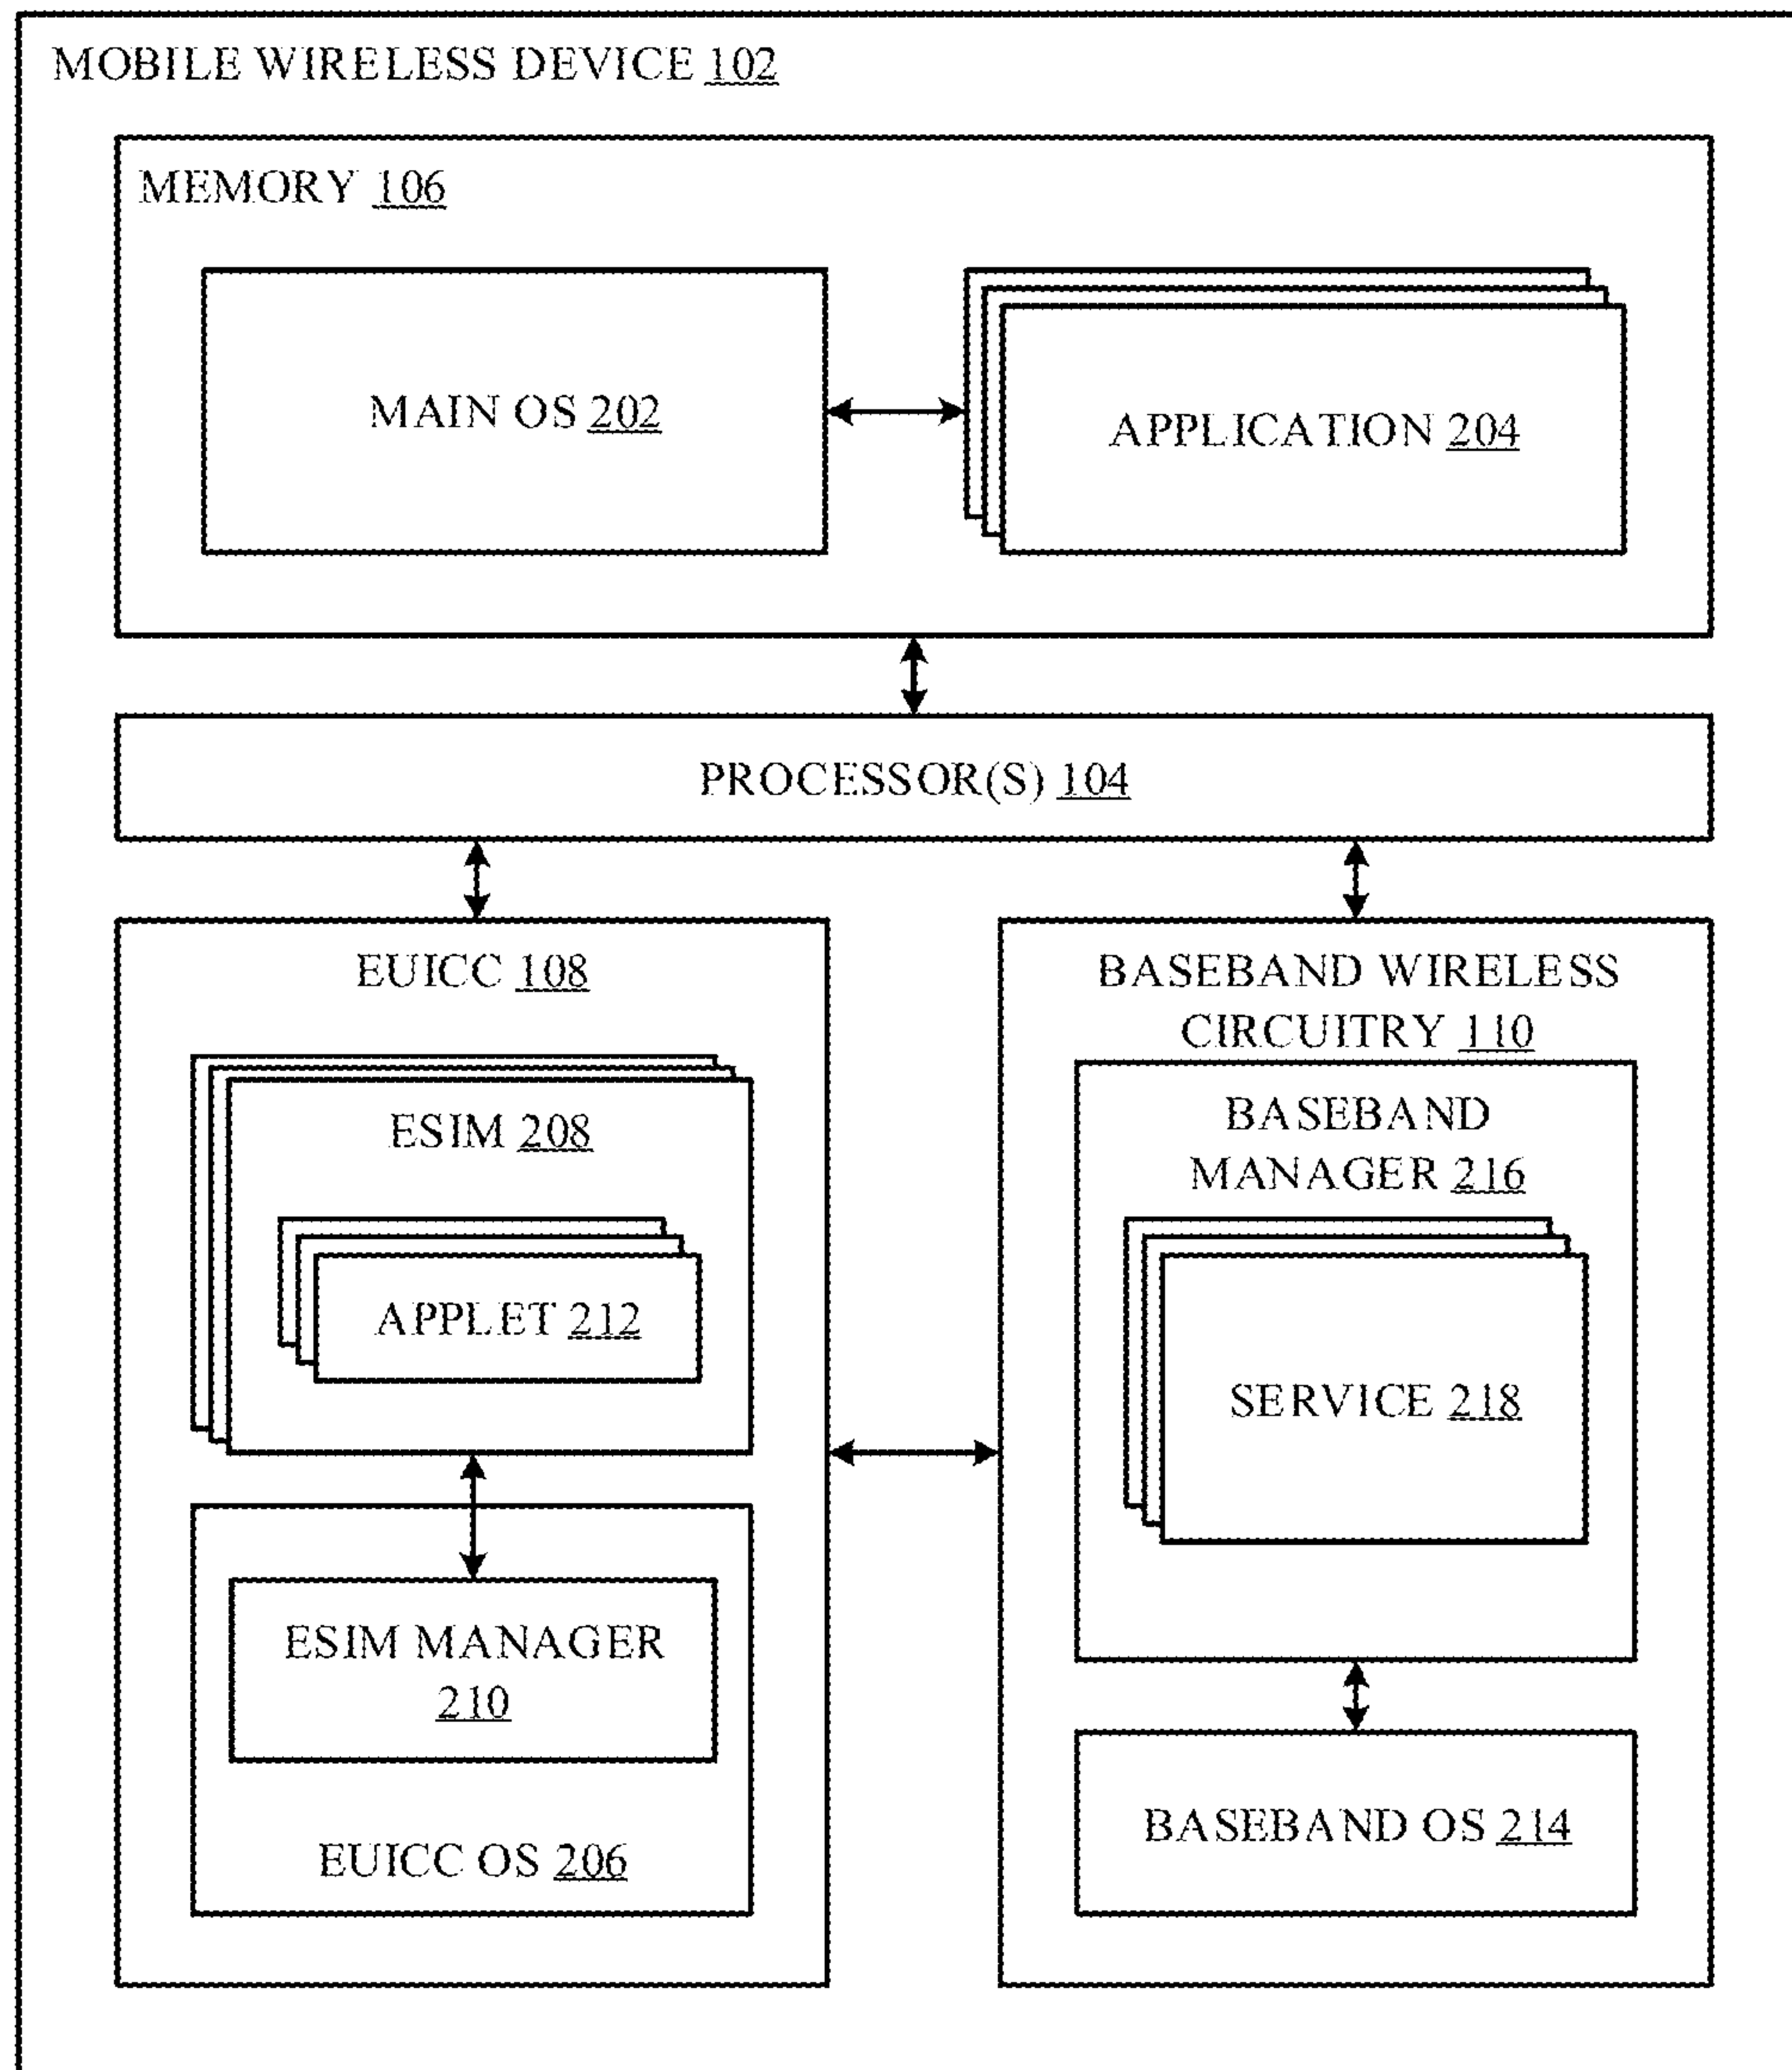 MOBILE WIRELESS DEVICE 102
MEMORY 106
MAIN OS 202
APPLICATION 204
PROCESSOR(S) 104
EUICC 108
ESIM 208
APPLET 212
ESIM MANAGER
210
EUICC OS 206
BASEBAND WIRELESS
CIRCUITRY 110
BASEBAND
MANAGER 216
SERVICE 218
BASEBAND OS 214